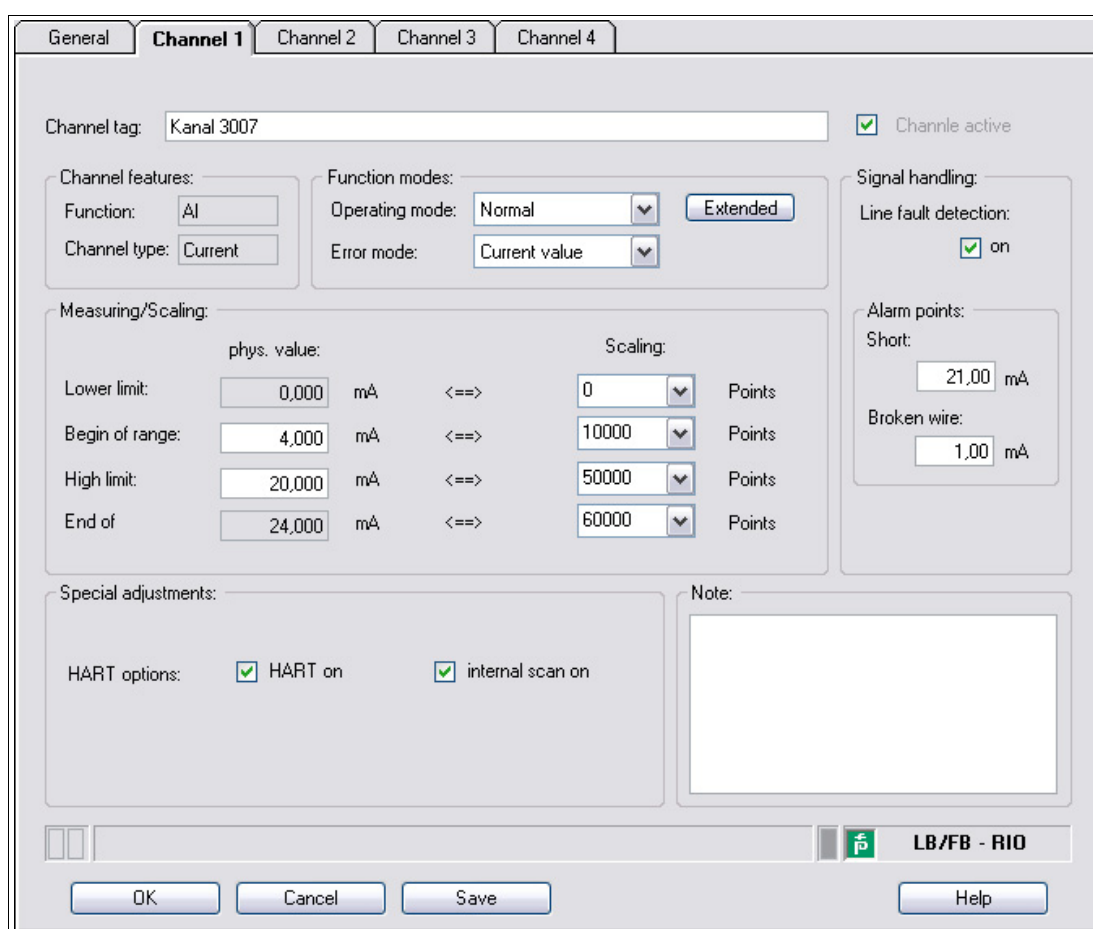 General Channel 1 Channel 2 Channel 3 Channel 4
Channel tag: Kanal 3007 Channle active
Channel features: Function modes: Signal handling:
Function: AI Operating mode: Normal Extended Line fault detection:
Channel type: Current Error mode: Current value on
Measuring/Scaling: Alarm points:
phys. value: Scaling: Short:
Lower limit: 0,000 mA <==> 0 Points 21,00 mA
Begin of range: 4,000 mA <==> 10000 Points Broken wire:
High limit: 20,000 mA <==> 50000 Points 1,00 mA
End of 24,000 mA <==> 60000 Points
Special adjustments: Note:
HART options: HART on internal scan on
LB/FB - RIO
OK Cancel Save Help